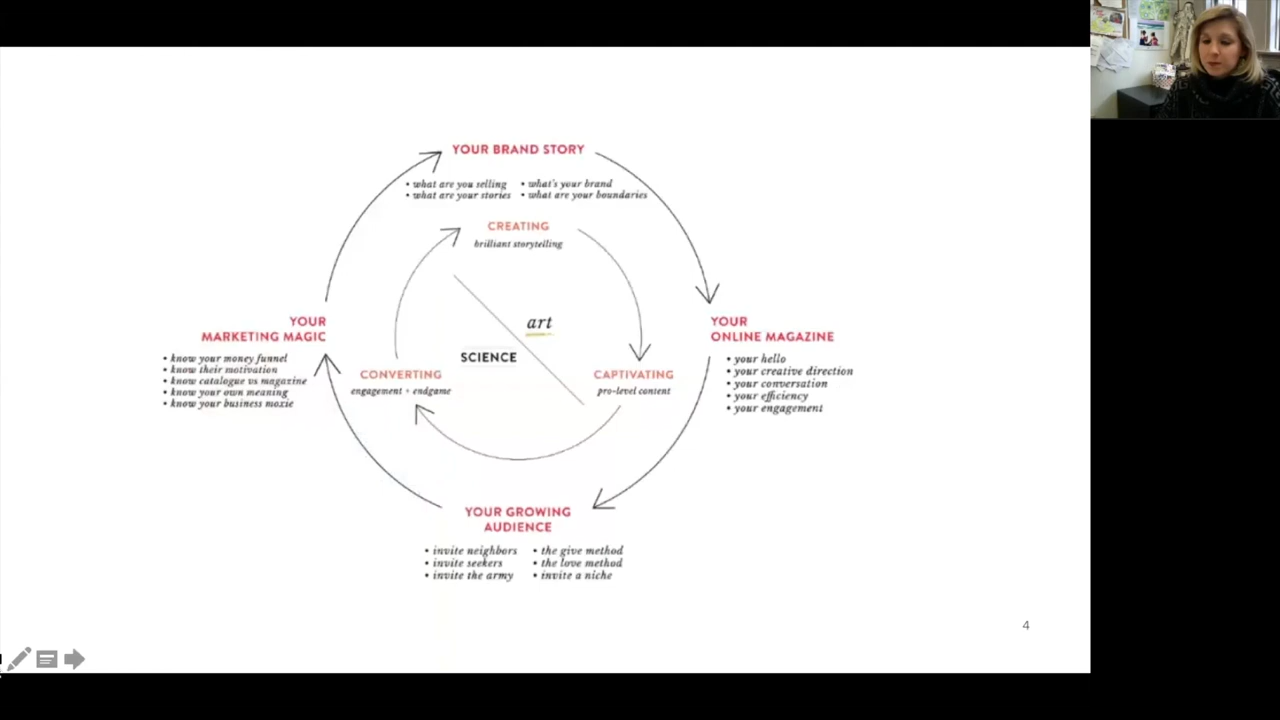 YOUR BRAND STORY
• what are you selling • what's your brand
• what are your stories • what are your boundaries
CREATING
brilliant storytelling
art
SCIENCE
YOUR
MARKETING MAGIC
• know your money funnel
• know their motivation
• know catalogue vs magazine
• know your own meaning
• know your business moxie
CONVERTING
engagement + endgame
CAPTIVATING
pro-level content
YOUR
ONLINE MAGAZINE
• your hello
• your creative direction
• your conversation
• your efficiency
• your engagement
YOUR GROWING
AUDIENCE
• invite neighbors • the give method
• invite seekers • the love method
• invite the army • invite a niche
4